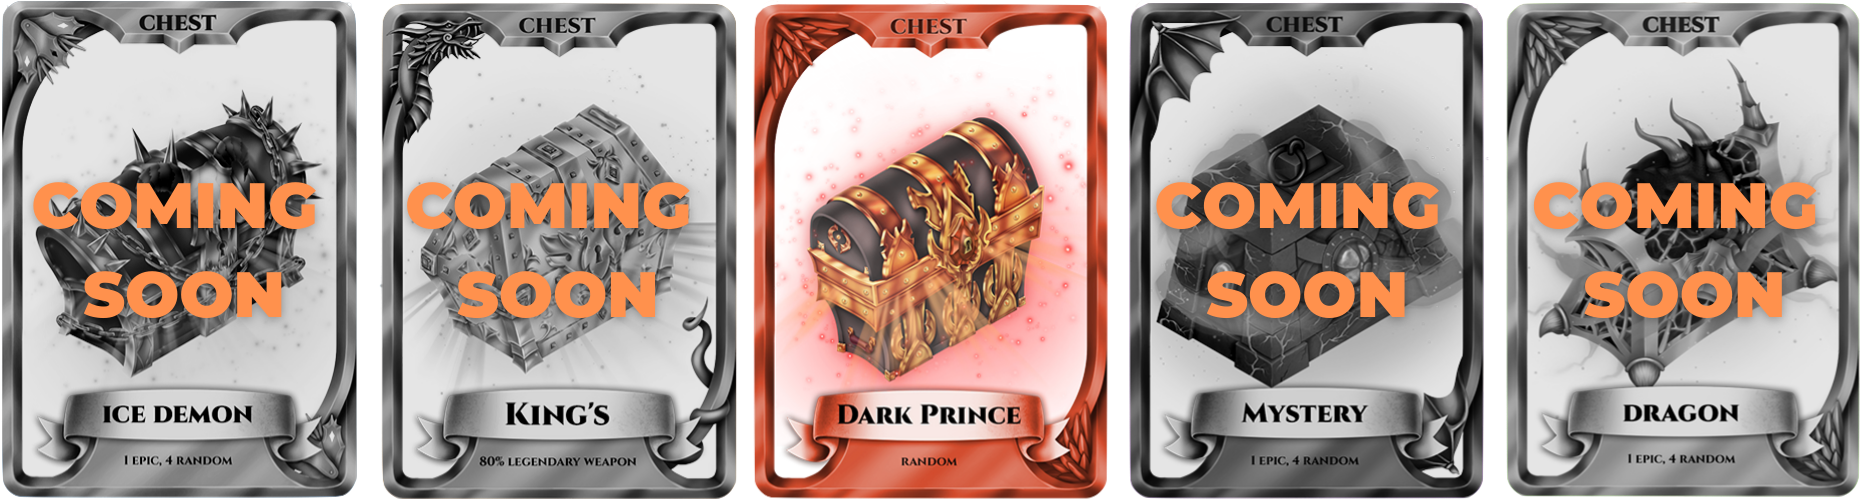 CHEST
COMING
SOON
ICE DEMON
1 EPIC, 4 RANDOM
CHEST
COMING
SOON
KING'S
80% LEGENDARY WEAPON
CHEST
DARK PRINCE
RANDOM
CHEST
COMING
SOON
MYSTERY
1 EPIC, 4 RANDOM
CHEST
COMING
SOON
DRAGON
1 EPIC, 4 RANDOM